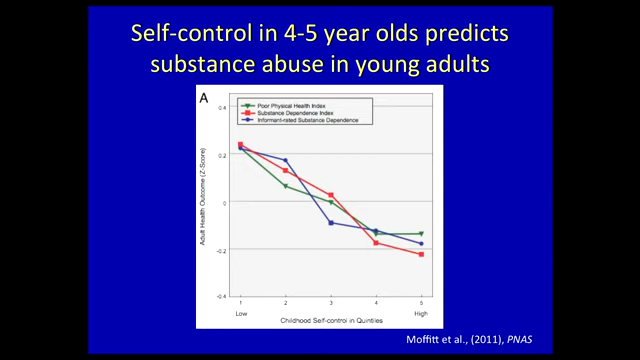 Self-control in 4-5 year olds predicts
substance abuse in young adults
A
Poor Physical Health Index
Substance Dependence Index
Informant-rated Substance Dependence
0.4
0.2
0
-0.2
-0.4
Adult Health Outcome (Z-Score)
1 2 3 4 5
Low High
Childhood Self-control in Quintiles
Moffitt et al., (2011), PNAS